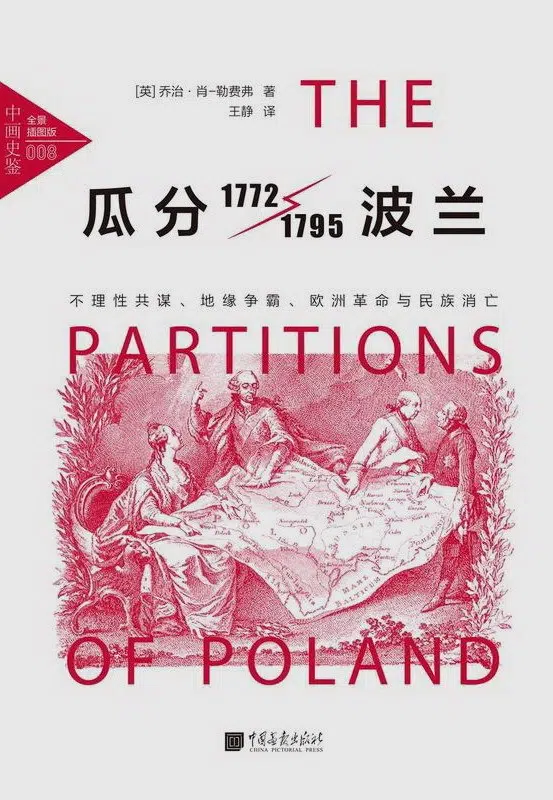 [英]乔治·肖-勒费弗 著
王静 译
THE
中画史鉴
全景
插图版
008
瓜分 1772 1795 波兰
不理性共谋、地缘争霸、欧洲革命与民族消亡
PARTITIONS
MARE
BALTICUM
OF POLAND
中国画报出版社
CHINA PICTORIAL PRESS